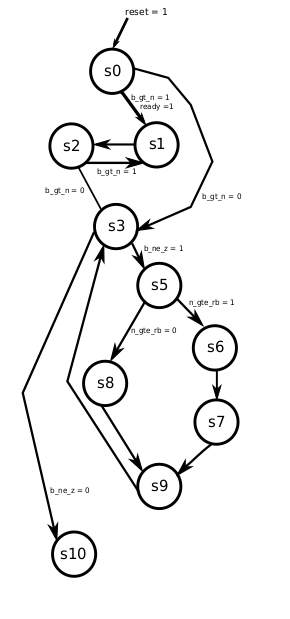 reset = 1
s0
b_gt_n = 1
ready =1
s2
s1
b_gt_n = 1
b_gt_n = 0
b_gt_n = 0
s3
b_ne_z = 1
s5
n_gte_rb = 1
n_gte_rb = 0
s6
s8
s7
s9
b_ne_z = 0
s10